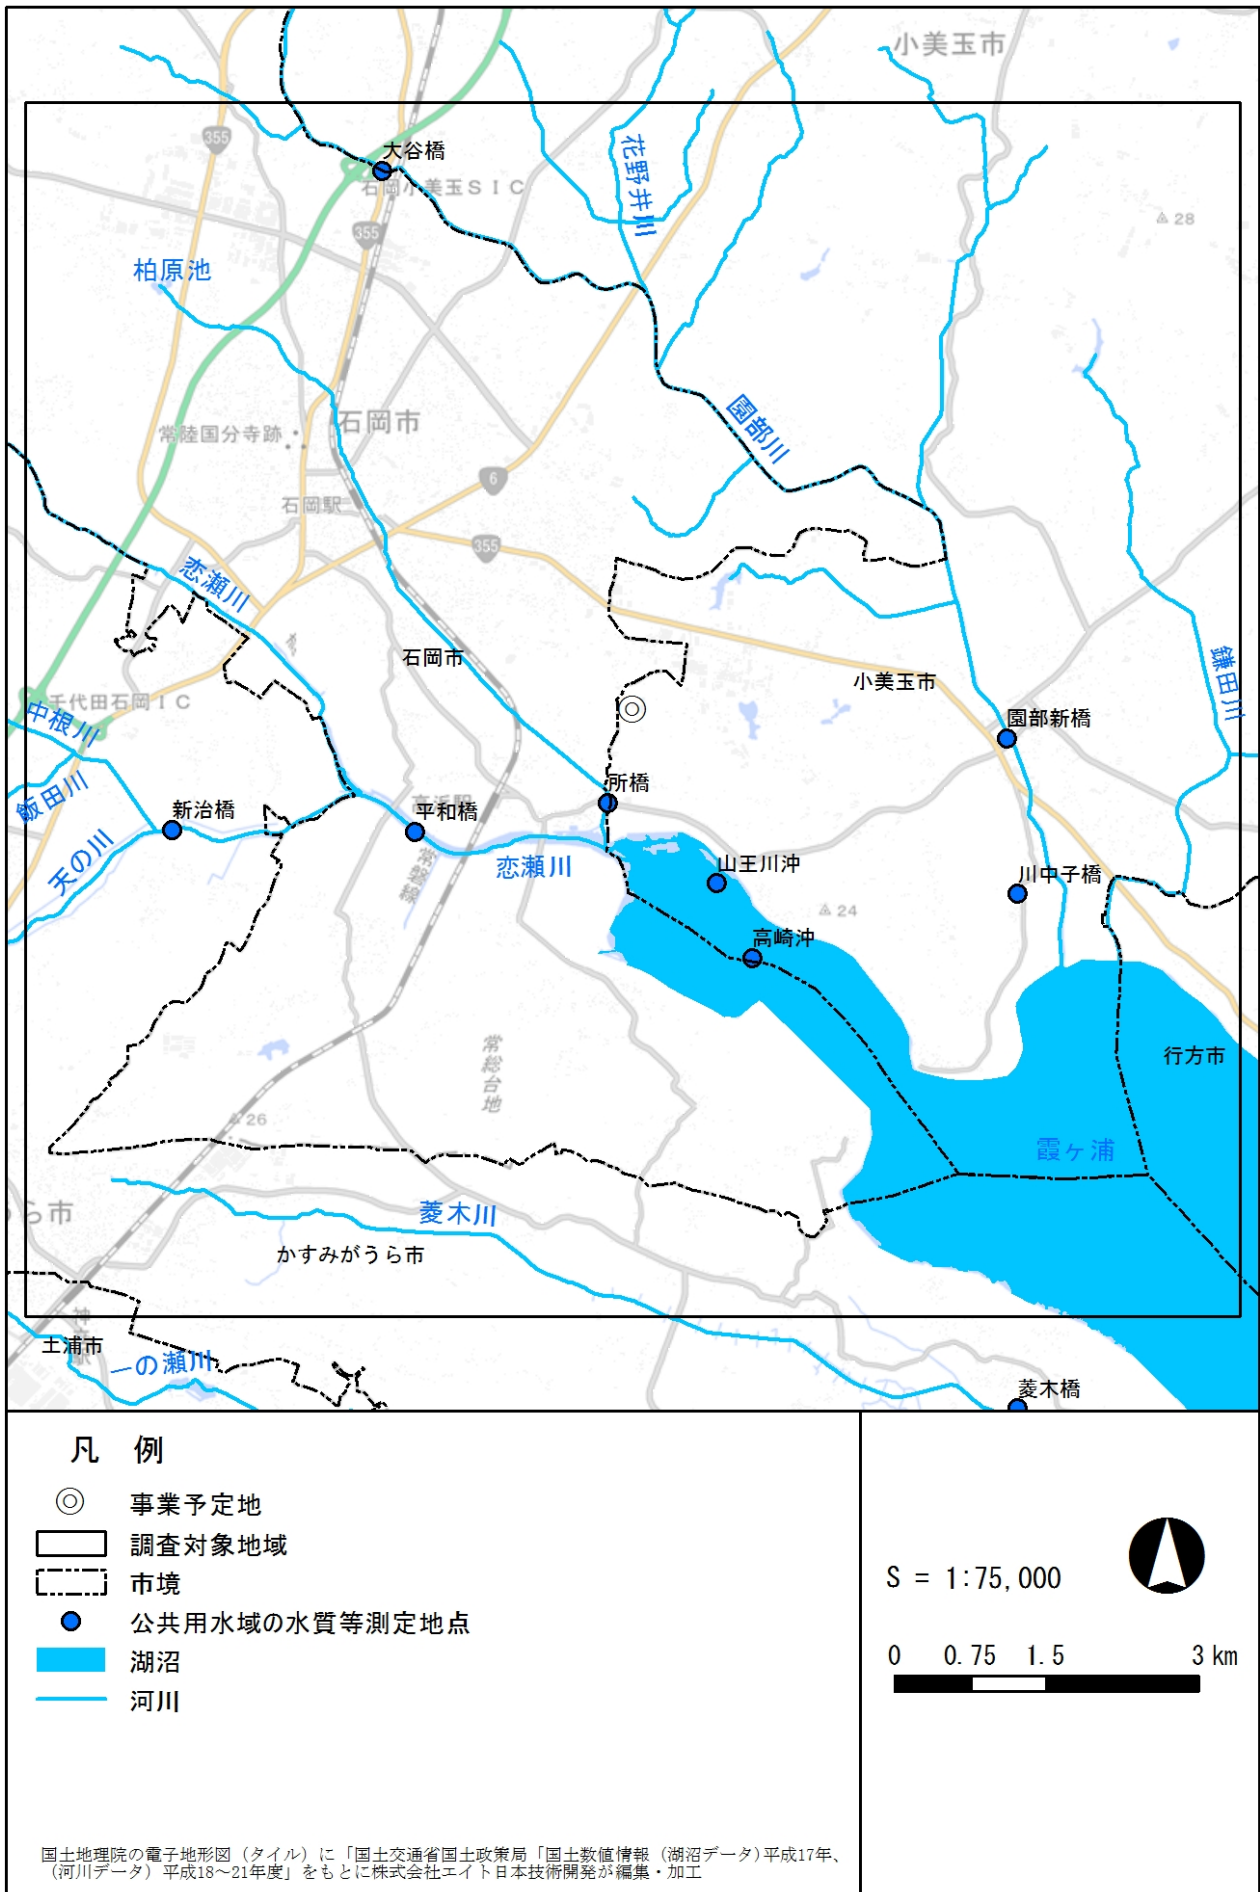 小美玉市
355
大谷橋
石岡小美玉ＳＩＣ
花野井川
355
28
柏原池
石岡市
常陸国分寺跡
園部川
6
石岡駅
355
恋瀬川
石岡市
小美玉市
鎌田川
千代田石岡ＩＣ
中根川
園部新橋
飯田川
所橋
新治橋
平和橋
高浜駅
天の川
常磐線
恋瀬川
山王川沖
川中子橋
24
高崎沖
常総台地
行方市
26
霞ヶ浦
ら市
菱木川
かすみがうら市
土浦市
一の瀬川
菱木橋
凡 例
事業予定地
調査対象地域
市境
公共用水域の水質等測定地点
湖沼
河川
S = 1:75,000
0 0.75 1.5 3 km
国土地理院の電子地形図（タイル）に「国土交通省国土政策局「国土数値情報（湖沼データ）平成17年、
（河川データ）平成18～21年度」をもとに株式会社エイト日本技術開発が編集・加工